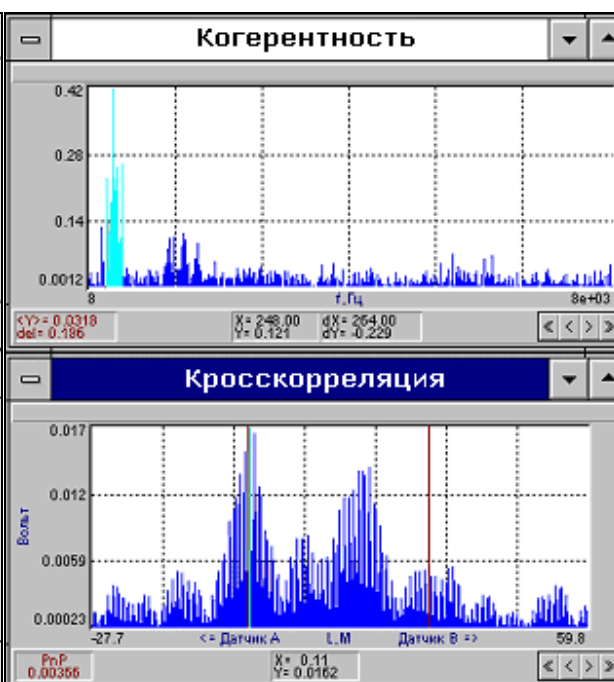 Когерентность
0.42
0.28
0.14
0.0012
8 f,Гц 8e+03
<Y>= 0.0318
del= 0.186
X= 248.00 dX= 264.00
Y= 0.121 dY= -0.229
Кросскорреляция
0.017
0.012
Вольт
0.0059
0.00023
-27.7 <= Датчик A L,М Датчик B => 59.8
PnP
0.00356
X= 0.11
Y= 0.0162